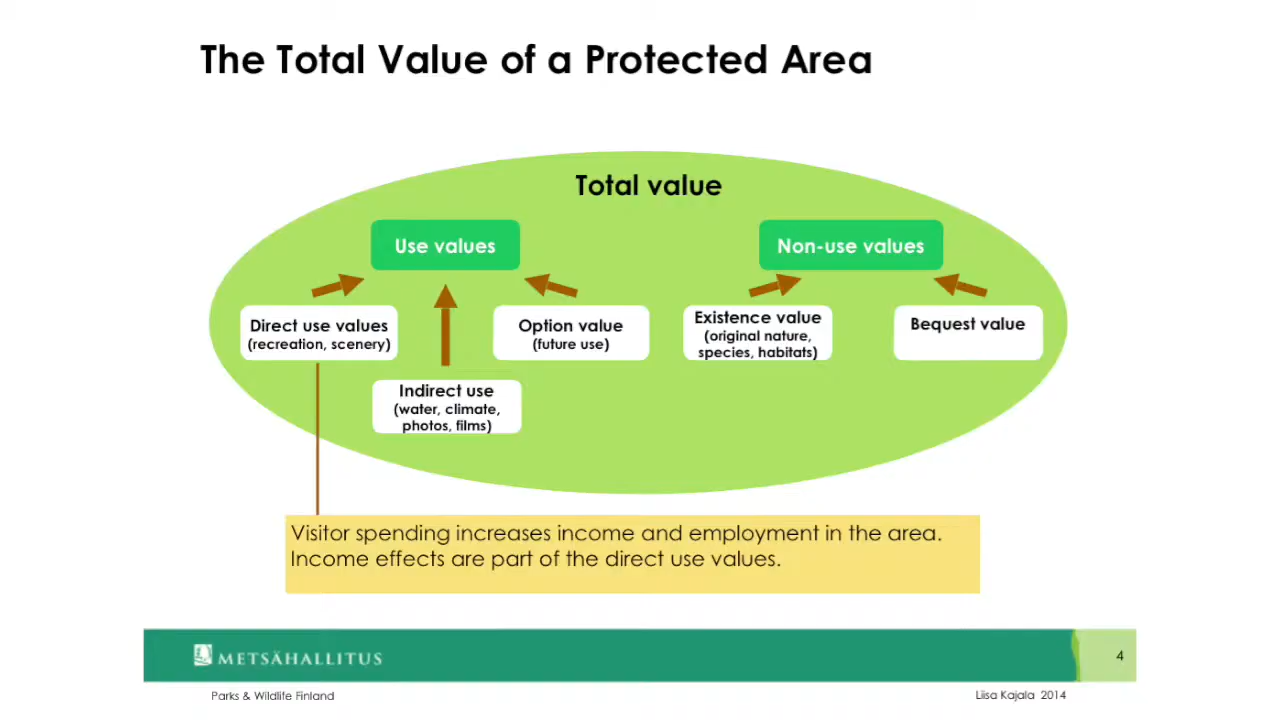 The Total Value of a Protected Area
Total value
Use values
Non-use values
Direct use values
(recreation, scenery)
Option value
(future use)
Existence value
(original nature,
species, habitats)
Bequest value
Indirect use
(water, climate,
photos, films)
Visitor spending increases income and employment in the area.
Income effects are part of the direct use values.
METSÄHALLITUS
4
Parks & Wildlife Finland
Liisa Kajala 2014